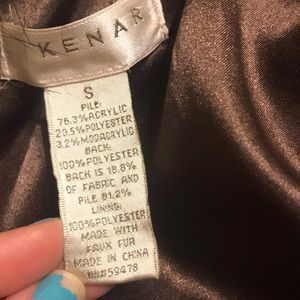 KENAR
S
PILE:
76.3%ACRYLIC
20.5%POLYESTER
3.2%MODACRYLIC
BACK:
100%POLYESTER
BACK IS 18.8%
OF FABRIC AND
PILE 81.2%
LINING:
100%POLYESTER
MADE WITH
FAUX FUR
MADE IN CHINA
RN#59478